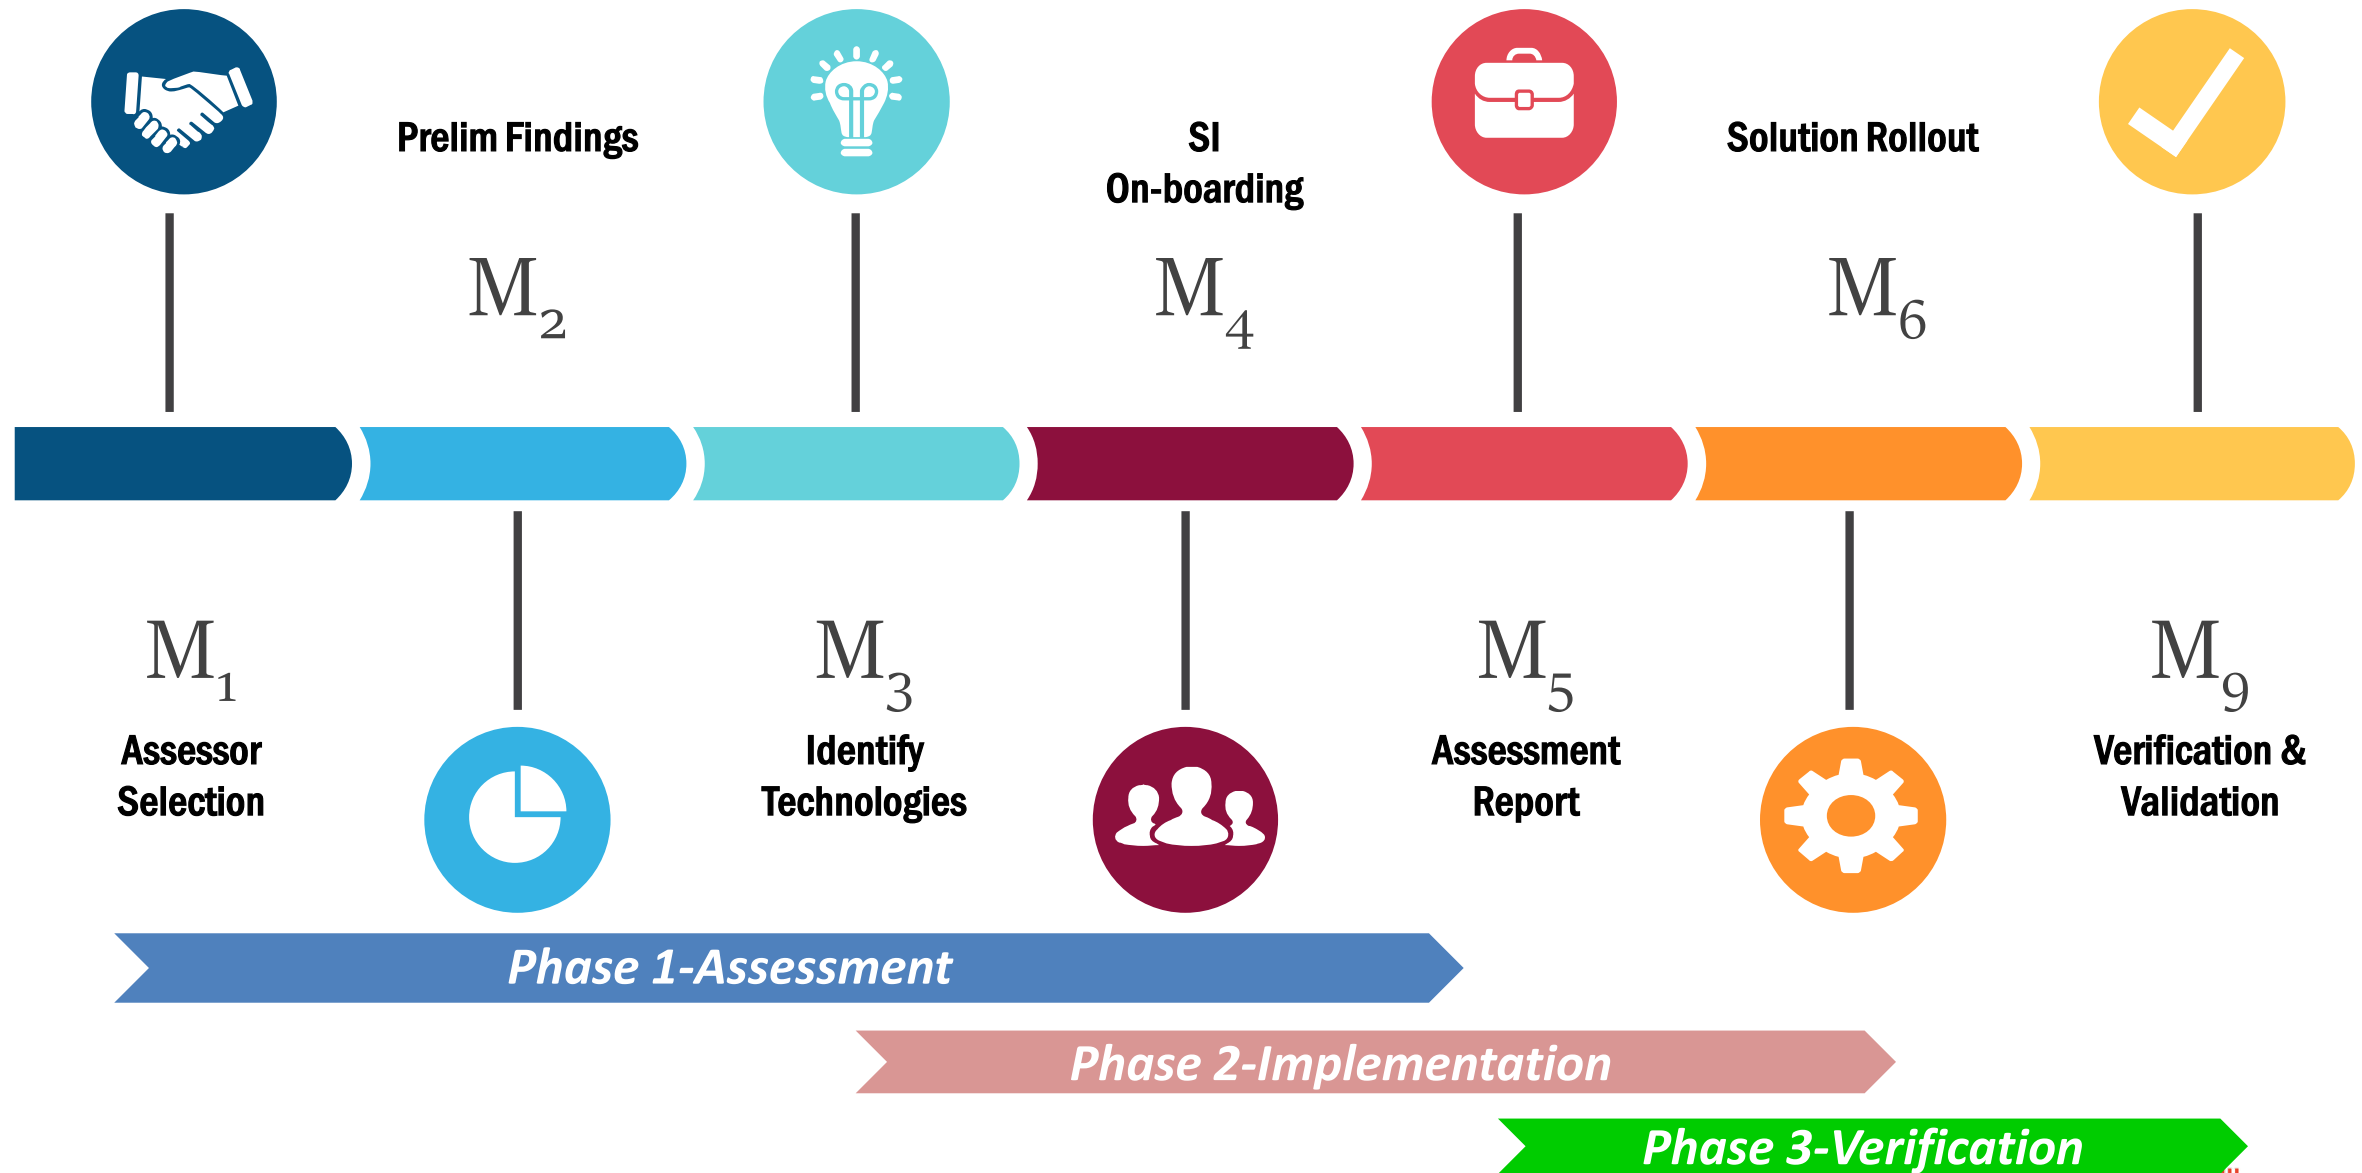 Prelim Findings
SI
On-boarding
Solution Rollout
M2
M4
M6
M1
M3
M5
M9
Assessor
Selection
Identify
Technologies
Assessment
Report
Verification &
Validation
Phase 1-Assessment
Phase 2-Implementation
Phase 3-Verification